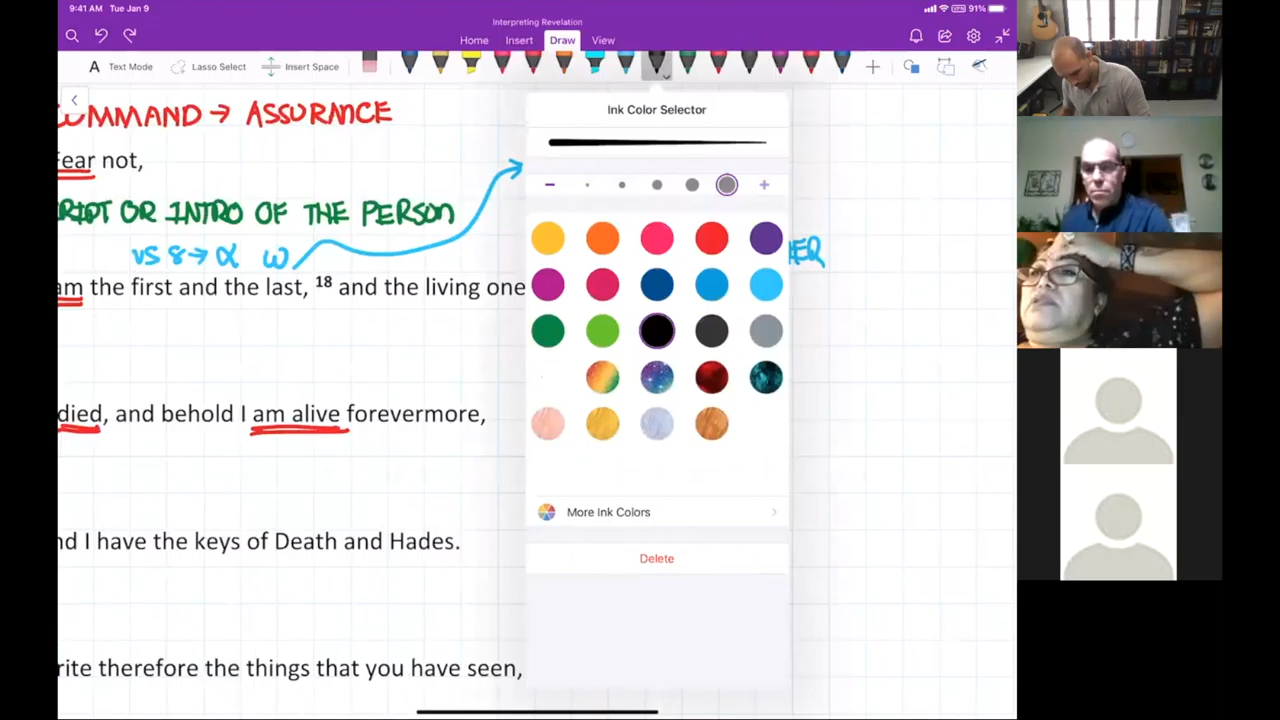 9:41 AM Tue Jan 9
VPN 91%
Interpreting Revelation
Home Insert Draw View
A Text Mode Lasso Select Insert Space
COMMAND → ASSURANCE
Ink Color Selector
Fear not,
RIPT OR INTRO OF THE PERSON
vs 8 → α ω
am the first and the last, 18 and the living one
died, and behold I am alive forevermore,
More Ink Colors
nd I have the keys of Death and Hades.
Delete
rite therefore the things that you have seen,